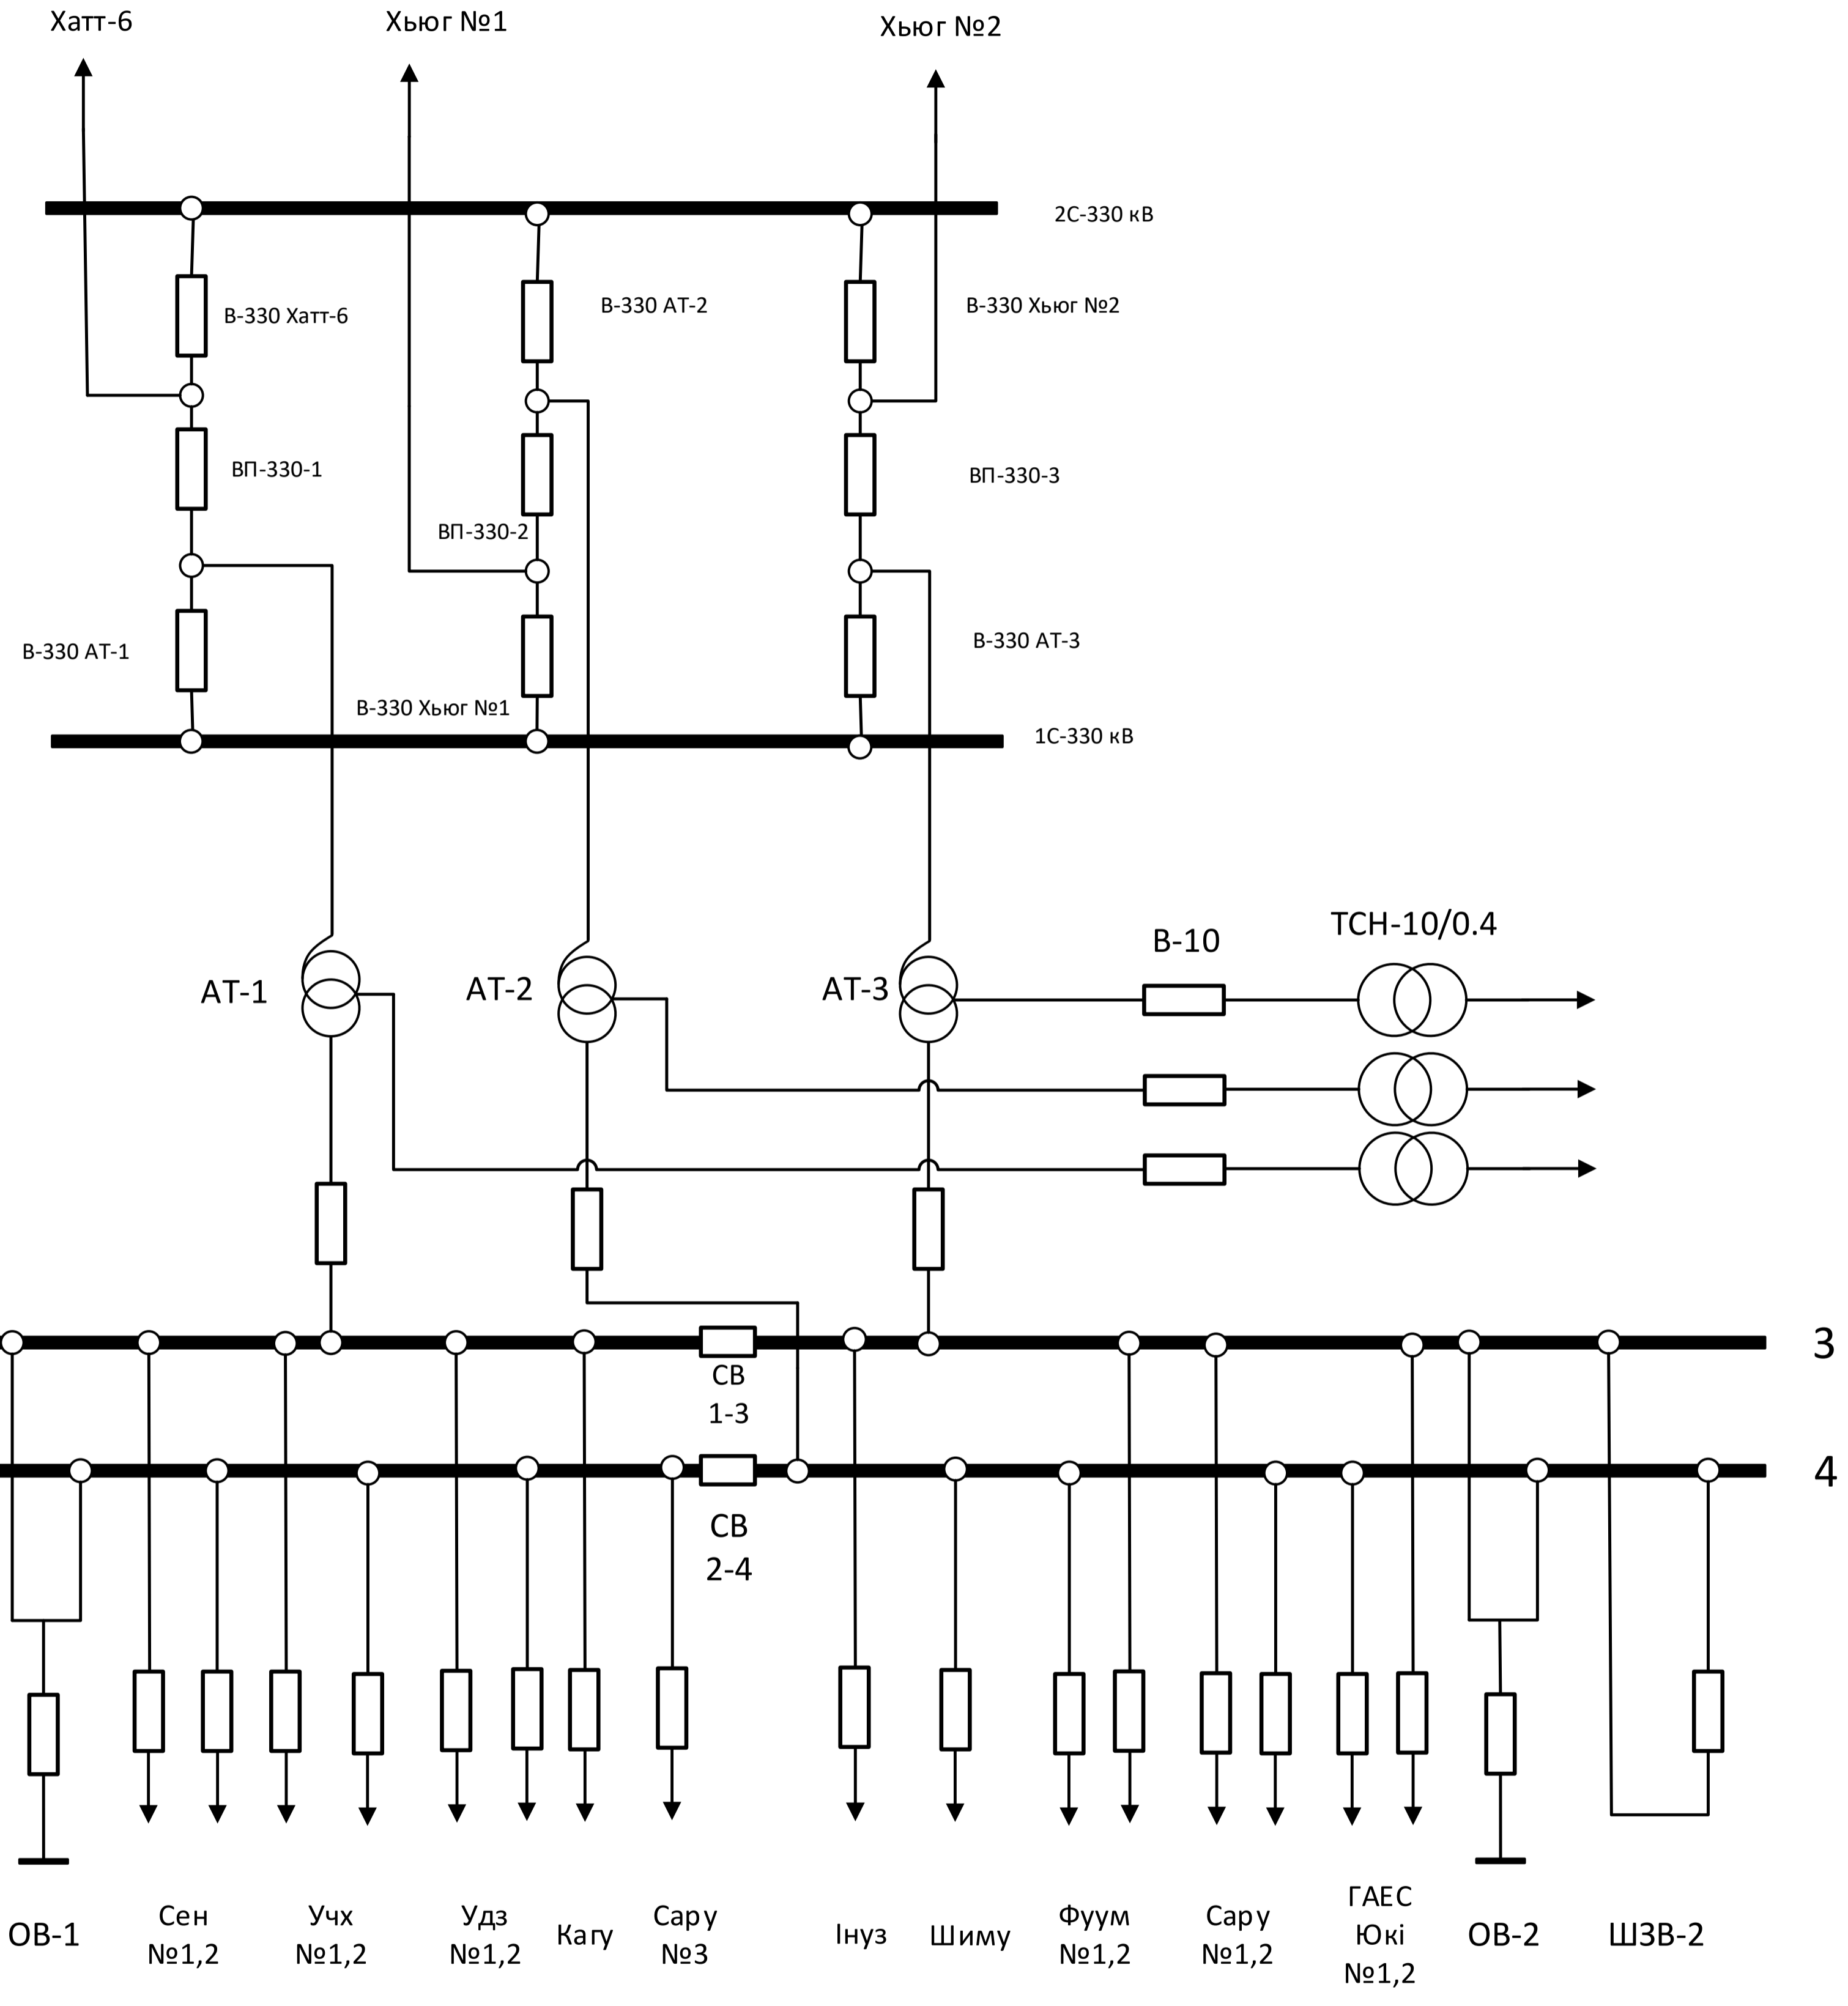 Хатт-6
Хьюг №1
Хьюг №2
2С-330 кВ
В-330 Хатт-6
В-330 АТ-2
В-330 Хьюг №2
ВП-330-1
ВП-330-2
ВП-330-3
В-330 АТ-1
В-330 АТ-3
В-330 Хьюг №1
1С-330 кВ
АТ-1
АТ-2
АТ-3
В-10
ТСН-10/0.4
3
СВ
1-3
4
СВ
2-4
ОВ-1
Сен
№1,2
Учх
№1,2
Удз
№1,2
Кагу
Сару
№3
Інуз
Шиму
Фуум
№1,2
Сару
№1,2
ГАЕС
Юкі
№1,2
ОВ-2
ШЗВ-2